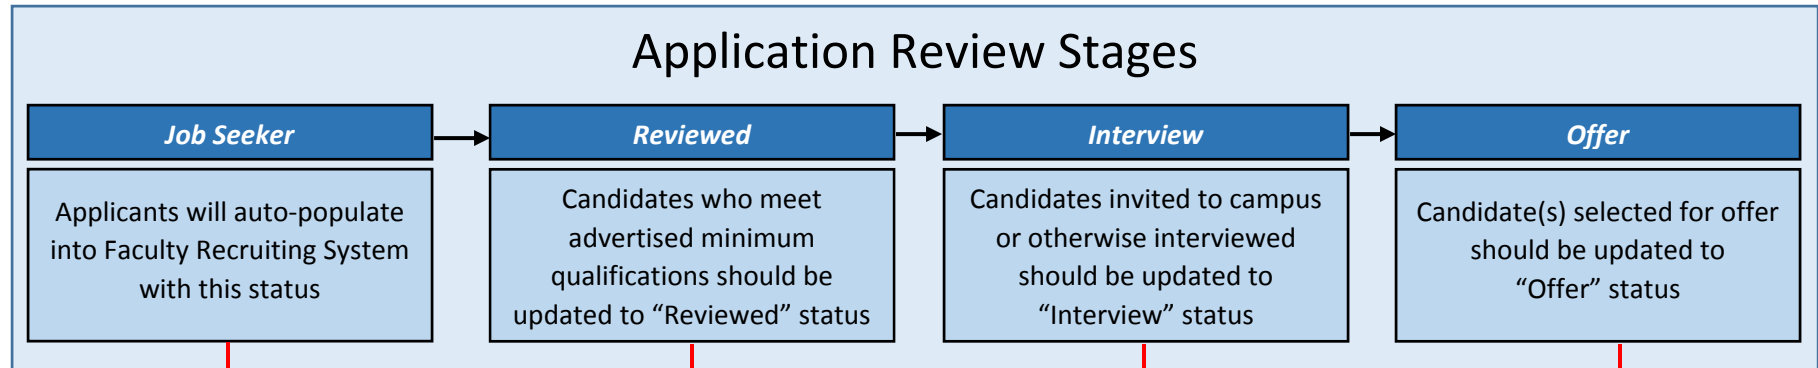 Application Review Stages
Job Seeker
Applicants will auto-populate
into Faculty Recruiting System
with this status
Reviewed
Candidates who meet
advertised minimum
qualifications should be
updated to “Reviewed” status
Interview
Candidates invited to campus
or otherwise interviewed
should be updated to
“Interview” status
Offer
Candidate(s) selected for offer
should be updated to
“Offer” status